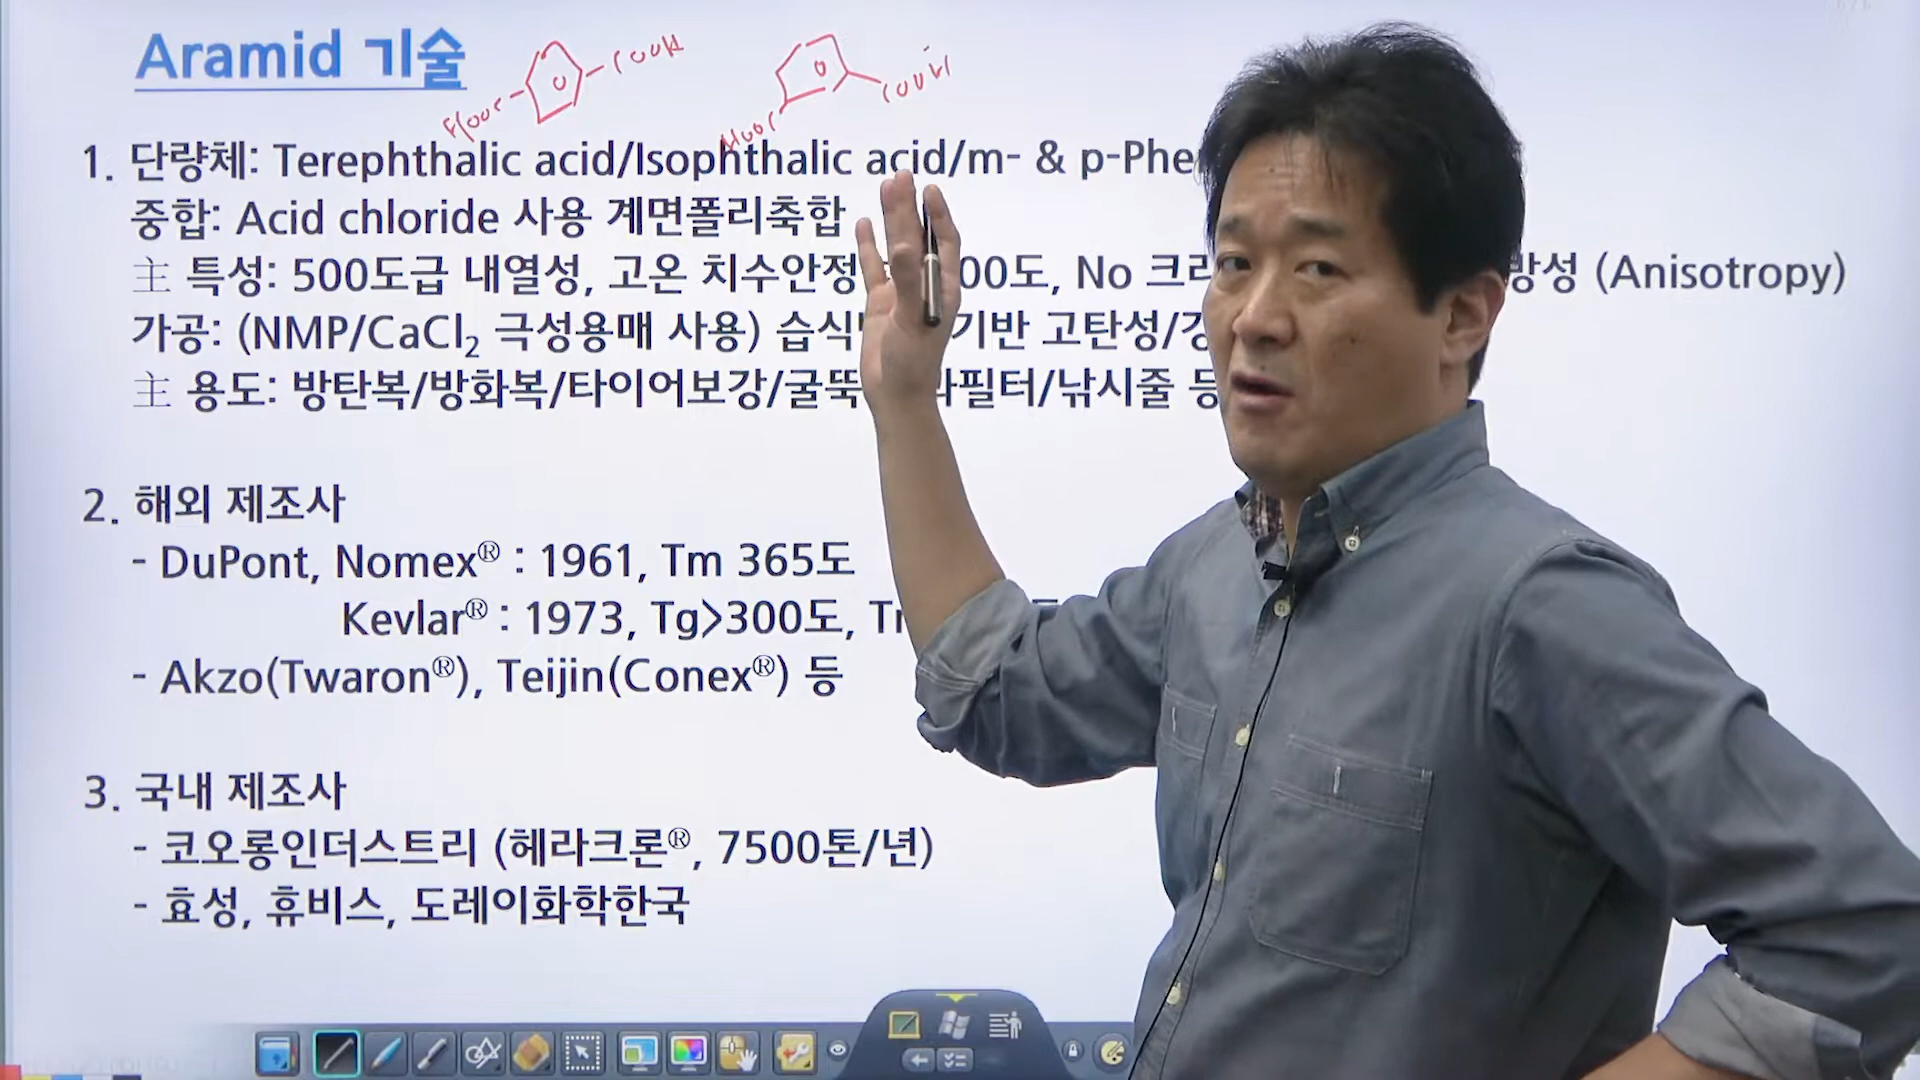 Aramid 기술
HOOC COOH
HOOC COOH
1. 단량체: Terephthalic acid/Isophthalic acid/m- & p-Phe
중합: Acid chloride 사용 계면폴리축합
主 특성: 500도급 내열성, 고온 치수안정 00도, No 크리 방성 (Anisotropy)
가공: (NMP/CaCl₂ 극성용매 사용) 습식 기반 고탄성/강
主 용도: 방탄복/방화복/타이어보강/굴뚝 과필터/낚시줄 등
2. 해외 제조사
- DuPont, Nomex® : 1961, Tm 365도
Kevlar® : 1973, Tg>300도,
- Akzo(Twaron®), Teijin(Conex®) 등
3. 국내 제조사
- 코오롱인더스트리 (헤라크론®, 7500톤/년)
- 효성, 휴비스, 도레이화학한국